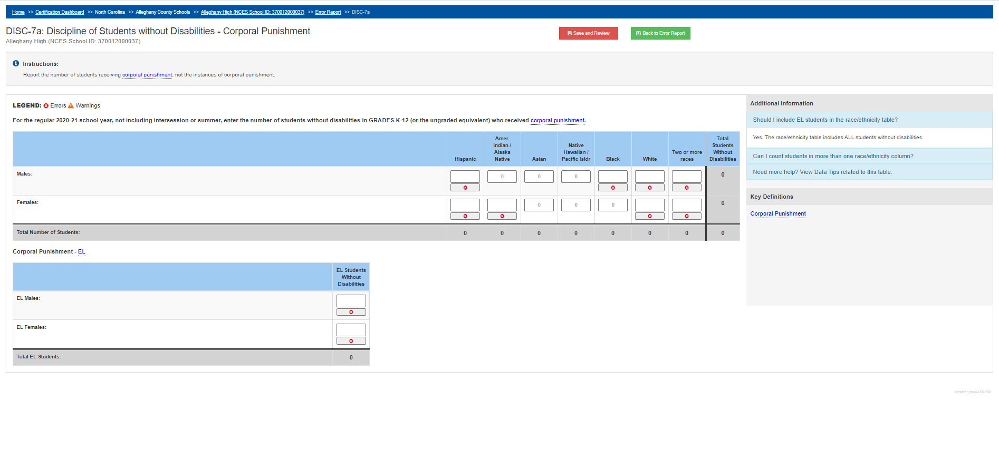 Home >> Certification Dashboard >> North Carolina >> Alleghany County Schools >> Alleghany High (NCES School ID: 370012000037) >> Error Report >> DISC-7a
DISC-7a: Discipline of Students without Disabilities - Corporal Punishment
Save and Review
Back to Error Report
Alleghany High (NCES School ID: 370012000037)
Instructions:
Report the number of students receiving corporal punishment, not the instances of corporal punishment.
LEGEND: Errors Warnings
For the regular 2020-21 school year, not including intersession or summer, enter the number of students without disabilities in GRADES K-12 (or the ungraded equivalent) who received corporal punishment.
Hispanic
Amer.
Indian /
Alaska
Native
Asian
Native
Hawaiian /
Pacific Isldr
Black
White
Two or more
races
Total
Students
Without
Disabilities
Males:
0 0 0 0
Females:
0 0 0 0
Total Number of Students:
0 0 0 0 0 0 0 0
Corporal Punishment - EL
EL Students
Without
Disabilities
EL Males:
EL Females:
Total EL Students:
0
Additional Information
Should I include EL students in the race/ethnicity table?
Yes. The race/ethnicity table includes ALL students without disabilities.
Can I count students in more than one race/ethnicity column?
Need more help? View Data Tips related to this table.
Key Definitions
Corporal Punishment